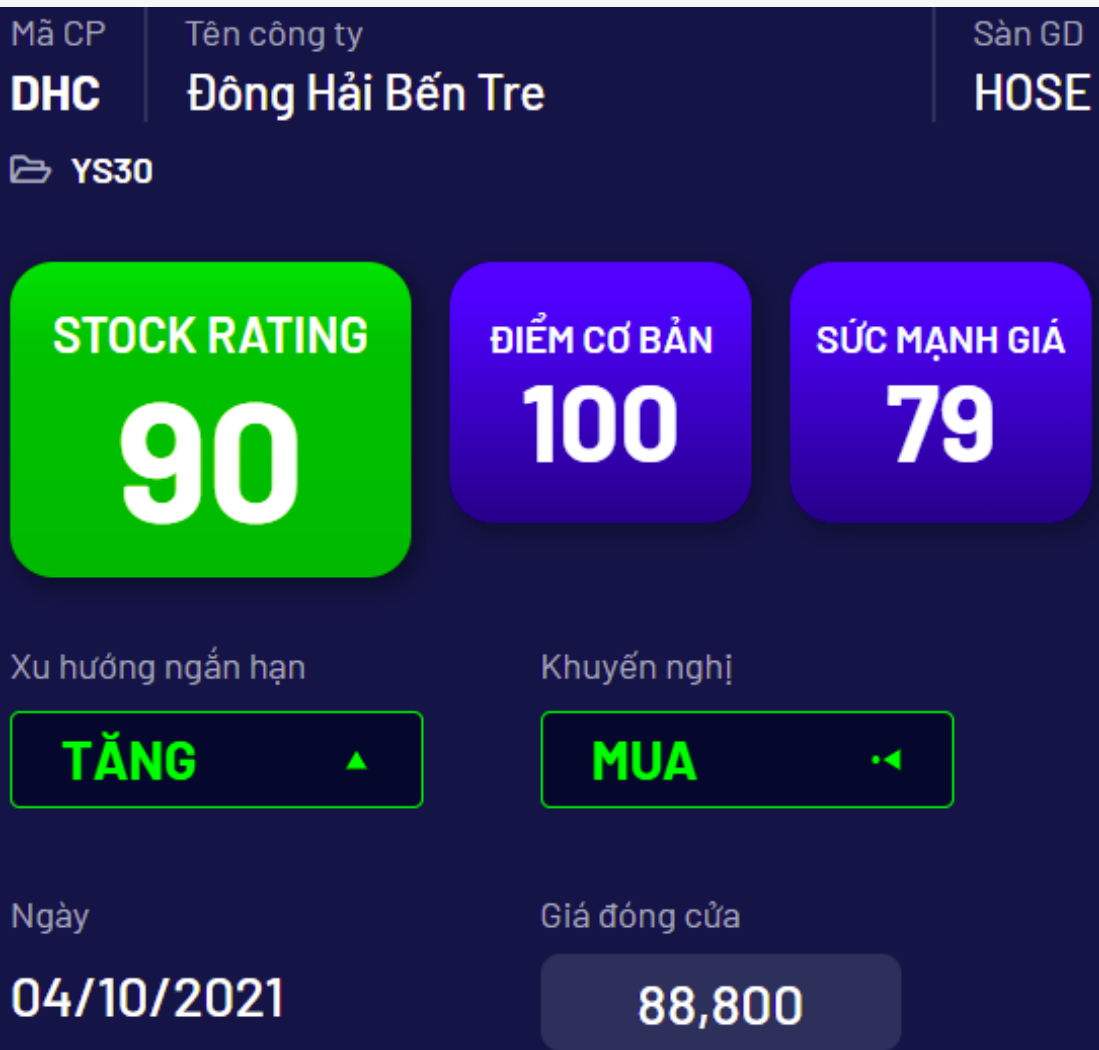 Mã CP Tên công ty Sàn GD
DHC Đông Hải Bến Tre HOSE
YS30
STOCK RATING ĐIỂM CƠ BẢN SỨC MẠNH GIÁ
90 100 79
Xu hướng ngắn hạn Khuyến nghị
TĂNG MUA
Ngày Giá đóng cửa
04/10/2021 88,800